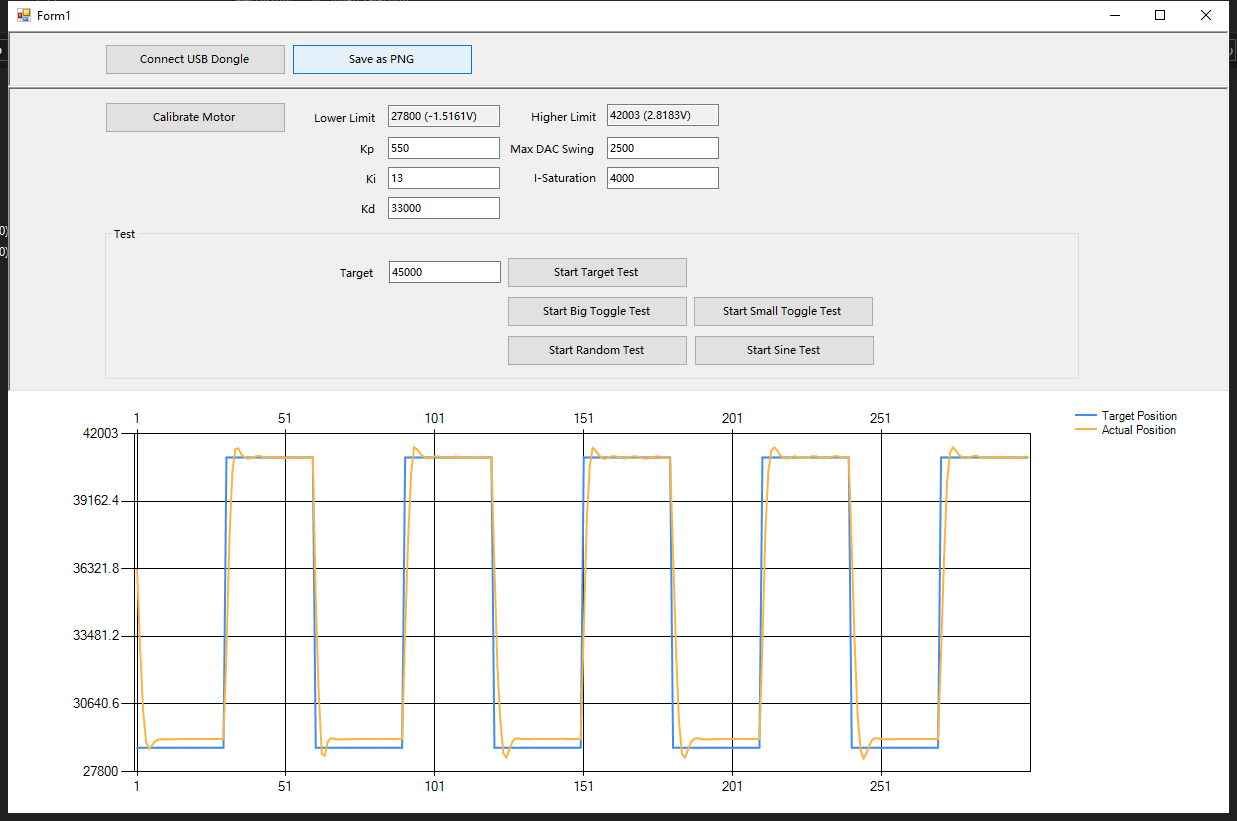 Form1
Connect USB Dongle
Save as PNG
Calibrate Motor
Lower Limit
27800 (-1.5161V)
Higher Limit
42003 (2.8183V)
Kp
550
Max DAC Swing
2500
Ki
13
I-Saturation
4000
Kd
33000
0)
0)
Test
Target
45000
Start Target Test
Start Big Toggle Test
Start Small Toggle Test
Start Random Test
Start Sine Test
1
51
101
151
201
251
Target Position
Actual Position
42003
39162.4
36321.8
33481.2
30640.6
27800
1
51
101
151
201
251